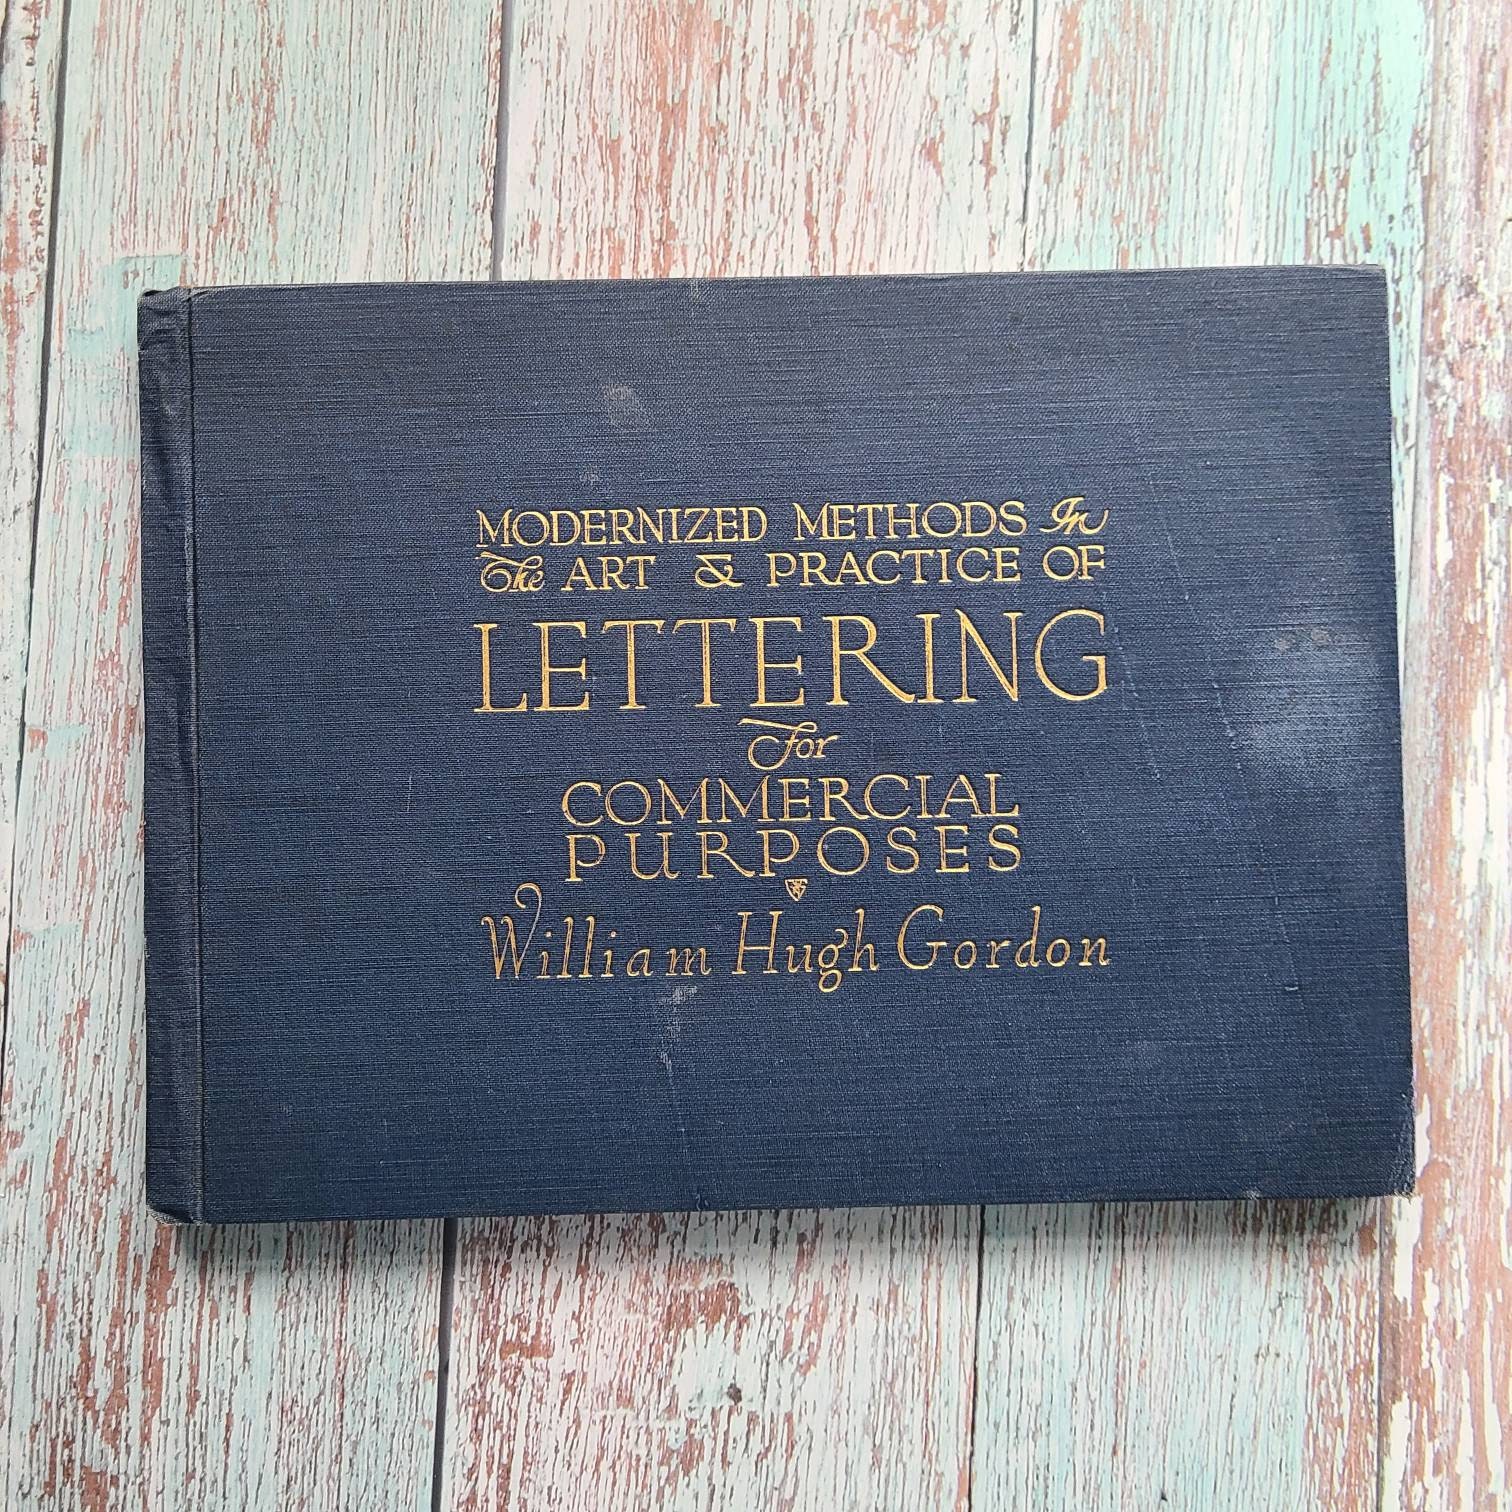 MODERNIZED METHODS In
The ART & PRACTICE OF
LETTERING
For
COMMERCIAL
PURPOSES
William Hugh Gordon